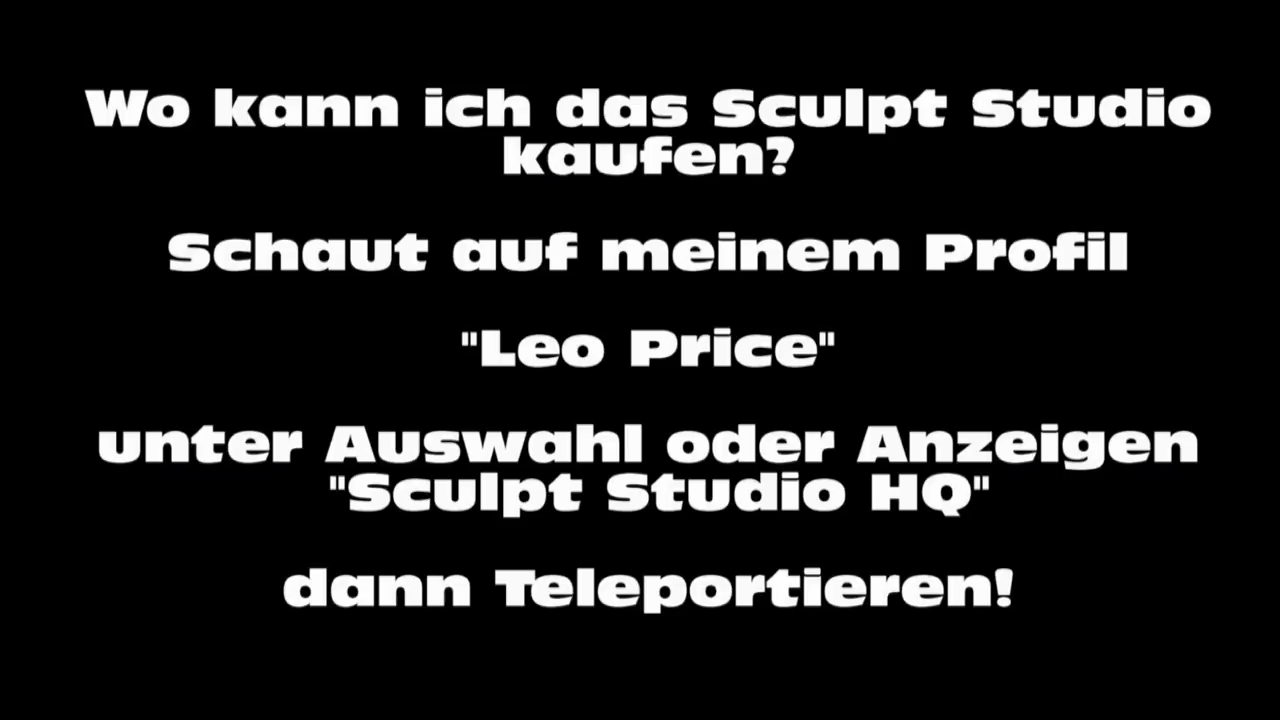 Wo kann ich das Sculpt Studio
kaufen?
Schaut auf meinem Profil
"Leo Price"
unter Auswahl oder Anzeigen
"Sculpt Studio HQ"
dann Teleportieren!